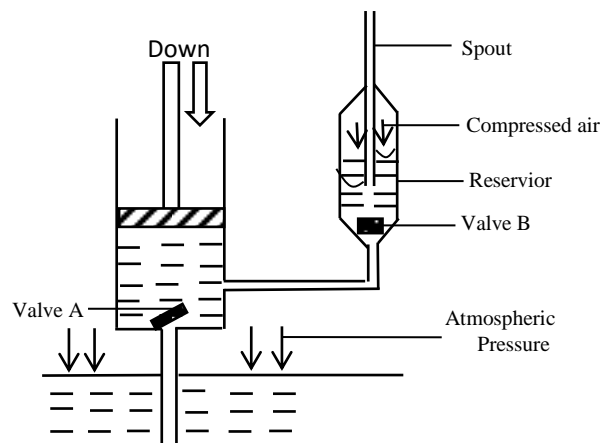 Down
Spout
Compressed air
Reservior
Valve B
Valve A
Atmospheric
Pressure